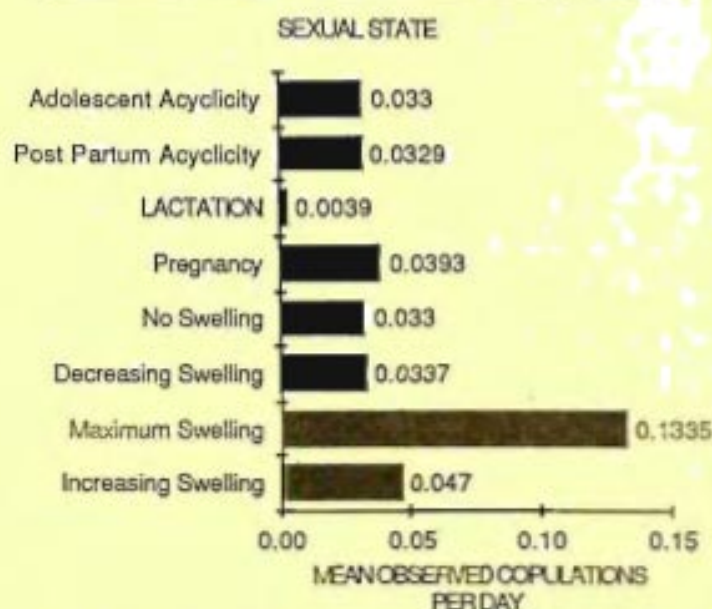 SEXUAL STATE
Adolescent Acyclicity 0.033
Post Partum Acyclicity 0.0329
LACTATION 0.0039
Pregnancy 0.0393
No Swelling 0.033
Decreasing Swelling 0.0337
Maximum Swelling 0.1335
Increasing Swelling 0.047
0.00 0.05 0.10 0.15
MEAN OBSERVED COPULATIONS
PER DAY